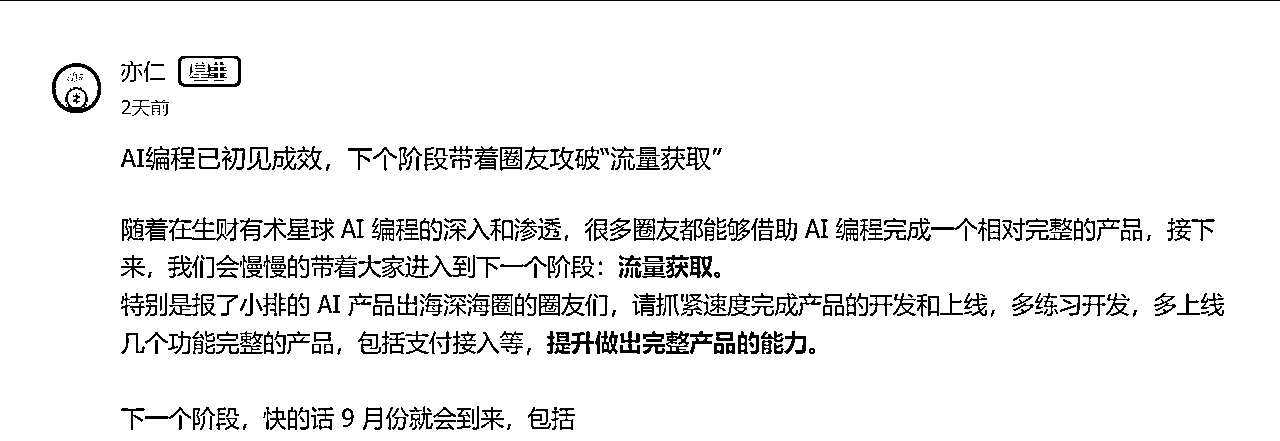 亦仁 星主
2天前
AI编程已初见成效，下个阶段带着圈友攻破“流量获取”
随着在生财有术星球 AI 编程的深入和渗透，很多圈友都能够借助 AI 编程完成一个相对完整的产品，接下
来，我们会慢慢的带着大家进入到下一个阶段：流量获取。
特别是报了小排的 AI 产品出海深海圈的圈友们，请抓紧速度完成产品的开发和上线，多练习开发，多上线
几个功能完整的产品，包括支付接入等，提升做出完整产品的能力。
下一个阶段，快的话 9 月份就会到来，包括